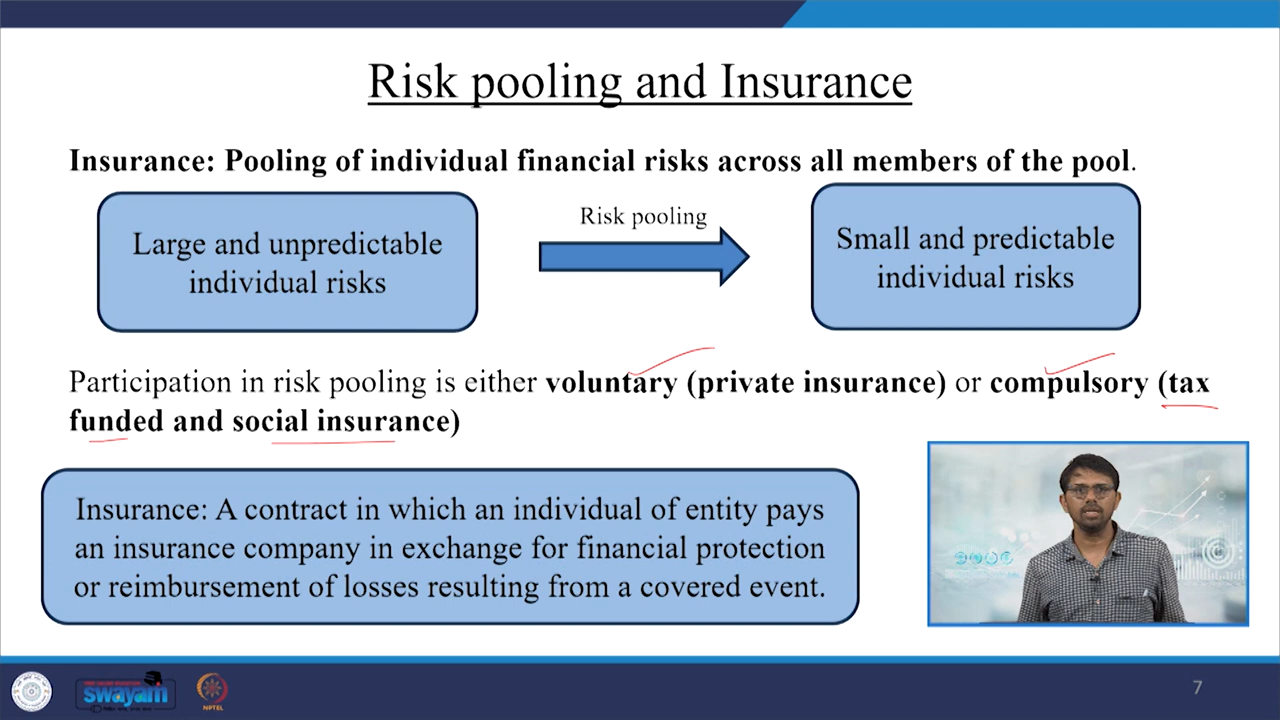 Risk pooling and Insurance
Insurance: Pooling of individual financial risks across all members of the pool.
Large and unpredictable
individual risks
Risk pooling
Small and predictable
individual risks
Participation in risk pooling is either voluntary (private insurance) or compulsory (tax
funded and social insurance)
Insurance: A contract in which an individual of entity pays
an insurance company in exchange for financial protection
or reimbursement of losses resulting from a covered event.
swayam
NPTEL
7